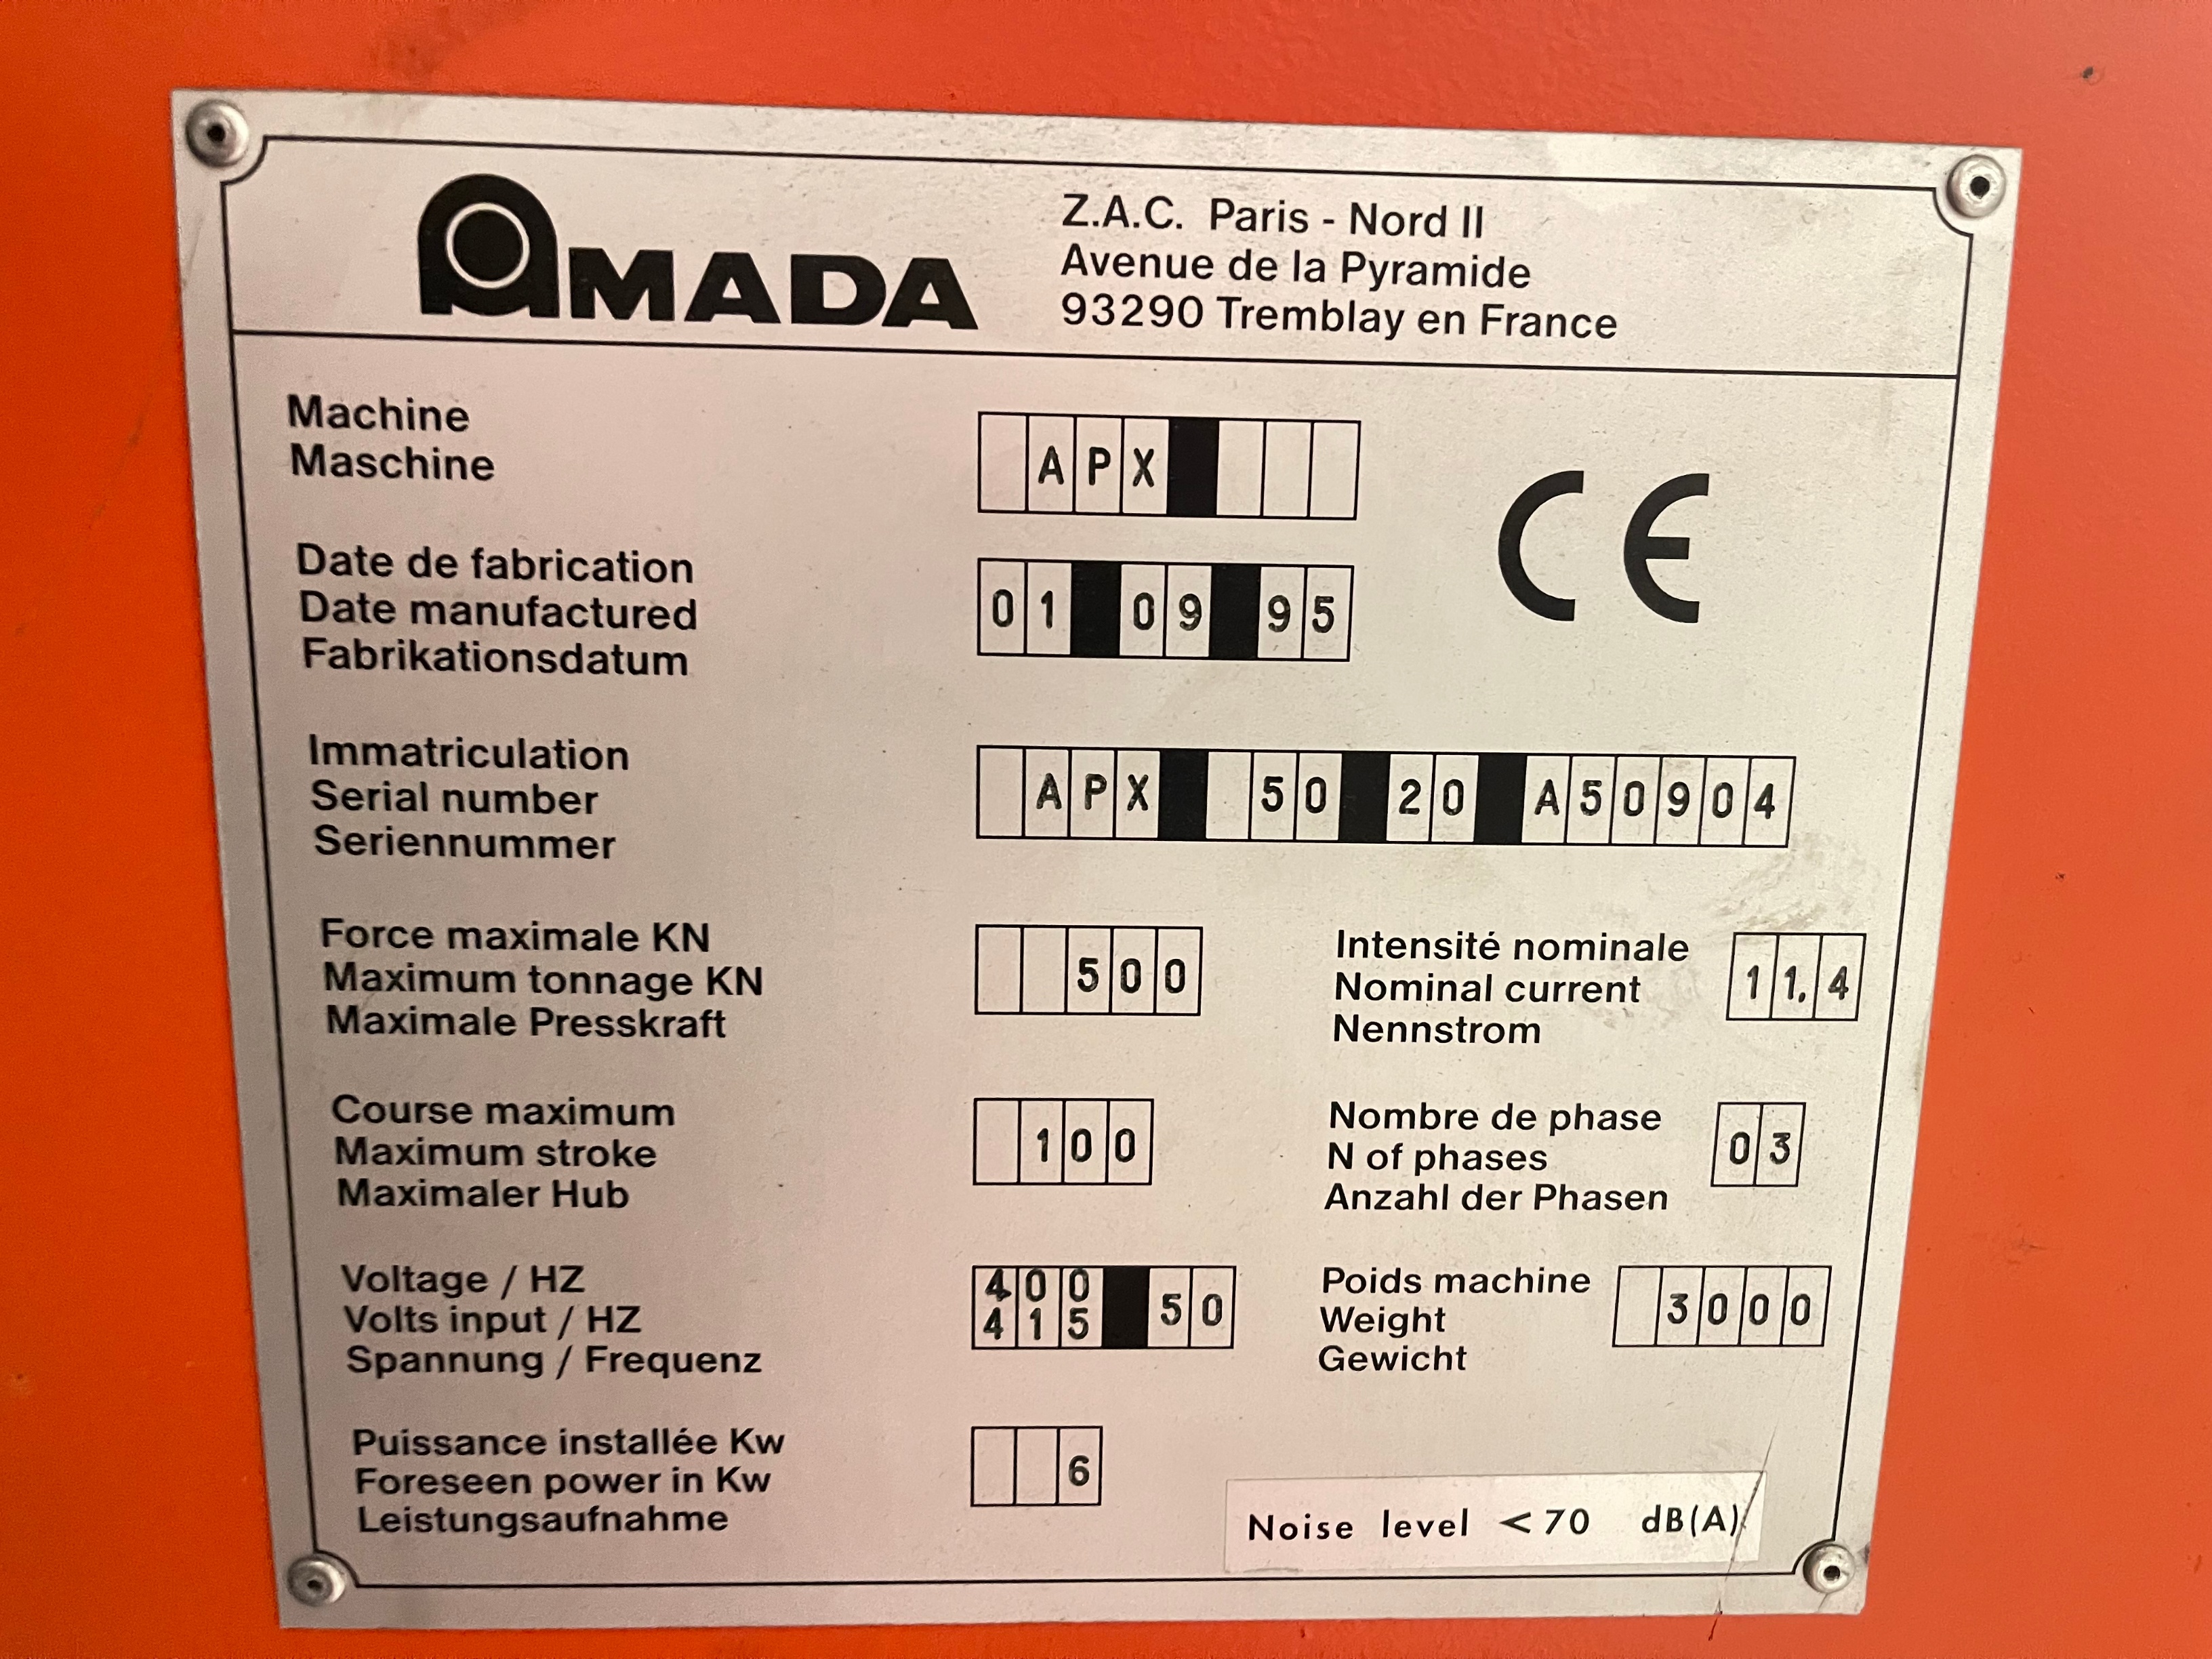 AMADA
Z.A.C. Paris - Nord II
Avenue de la Pyramide
93290 Tremblay en France
Machine
Maschine
APX
CE
Date de fabrication
Date manufactured
Fabrikationsdatum
01 09 95
Immatriculation
Serial number
Seriennummer
APX 50 20 A50904
Force maximale KN
Maximum tonnage KN
Maximale Presskraft
500
Intensité nominale
Nominal current
Nennstrom
11.4
Course maximum
Maximum stroke
Maximaler Hub
100
Nombre de phase
N of phases
Anzahl der Phasen
03
Voltage / HZ
Volts input / HZ
Spannung / Frequenz
400
415 50
Poids machine
Weight
Gewicht
3000
Puissance installée Kw
Foreseen power in Kw
Leistungsaufnahme
6
Noise level <70 dB(A)